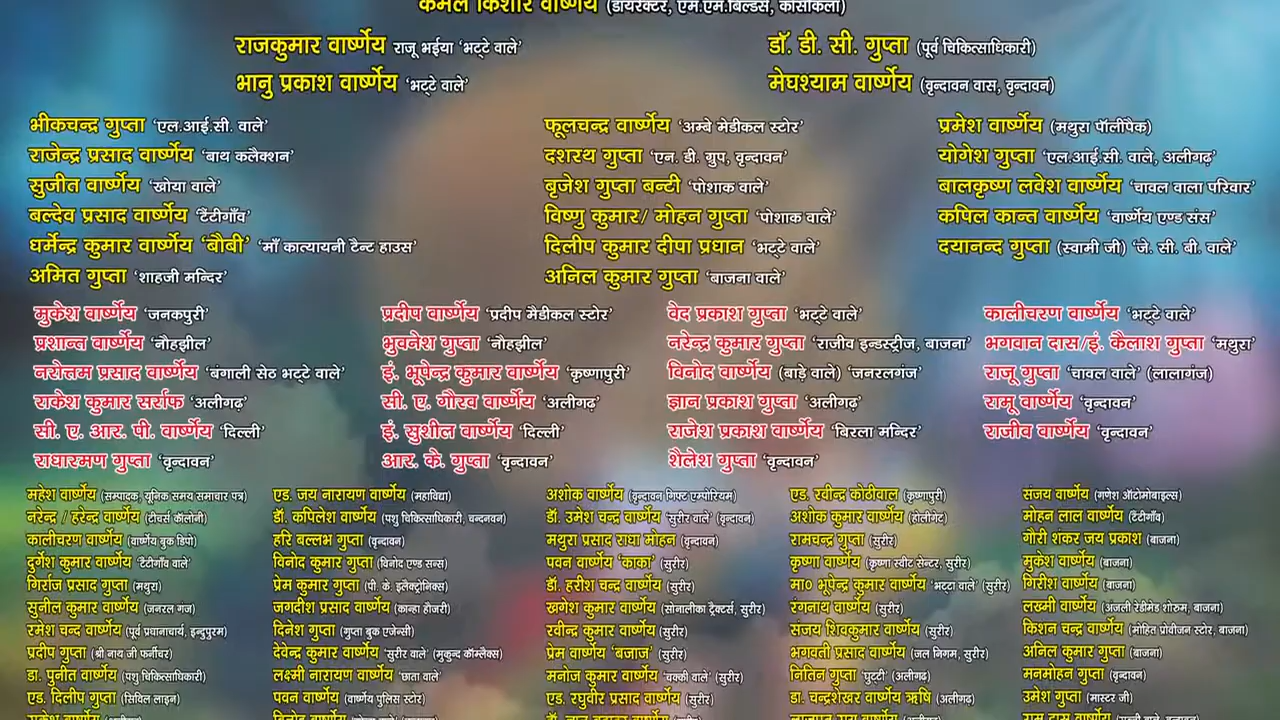 कमल किशोर वार्ष्णेय (डायरेक्टर, एम.एम.बिल्डर्स, कोसीकलां)
राजकुमार वार्ष्णेय राजू भईया ‘भट्टे वाले’ डॉ. डी. सी. गुप्ता (पूर्व चिकित्साधिकारी)
भानु प्रकाश वार्ष्णेय ‘भट्टे वाले’ मेघश्याम वार्ष्णेय (वृन्दावन वास, वृन्दावन)
भीकचन्द्र गुप्ता ‘एल.आई.सी. वाले’ फूलचन्द्र वार्ष्णेय ‘अम्बे मेडीकल स्टोर’ प्रमेश वार्ष्णेय (मथुरा पॉलीपैक)
राजेन्द्र प्रसाद वार्ष्णेय ‘बाथ कलैक्शन’ दशरथ गुप्ता ‘एन. डी. ग्रुप, वृन्दावन’ योगेश गुप्ता ‘एल.आई.सी. वाले, अलीगढ़’
सुजीत वार्ष्णेय ‘खोया वाले’ बृजेश गुप्ता बन्टी ‘पोशाक वाले’ बालकृष्ण लवेश वार्ष्णेय ‘चावल वाला परिवार’
बल्देव प्रसाद वार्ष्णेय ‘टैंटीगाँव’ विष्णु कुमार/ मोहन गुप्ता ‘पोशाक वाले’ कपिल कान्त वार्ष्णेय ‘वार्ष्णेय एण्ड संस’
धर्मेन्द्र कुमार वार्ष्णेय ‘बौबी’ ‘माँ कात्यायनी टैन्ट हाउस’ दिलीप कुमार दीपा प्रधान ‘भट्टे वाले’ दयानन्द गुप्ता (स्वामी जी) ‘जे. सी. बी. वाले’
अमित गुप्ता ‘शाहजी मन्दिर’ अनिल कुमार गुप्ता ‘बाजना वाले’
मुकेश वार्ष्णेय ‘जनकपुरी’ प्रदीप वार्ष्णेय ‘प्रदीप मैडीकल स्टोर’ वेद प्रकाश गुप्ता ‘भट्टे वाले’ कालीचरण वार्ष्णेय ‘भट्टे वाले’
प्रशान्त वार्ष्णेय ‘नौहझील’ भुवनेश गुप्ता ‘नौहझील’ नरेन्द्र कुमार गुप्ता ‘राजीव इन्डस्ट्रीज, बाजना’ भगवान दास/इं. कैलाश गुप्ता ‘मथुरा’
नरोत्तम प्रसाद वार्ष्णेय ‘बंगाली सेठ भट्टे वाले’ इं. भूपेन्द्र कुमार वार्ष्णेय ‘कृष्णापुरी’ विनोद वार्ष्णेय (बाड़े वाले) ‘जनरलगंज’ राजू गुप्ता ‘चावल वाले’ (लालागंज)
राकेश कुमार सर्राफ ‘अलीगढ़’ सी. ए. गौरव वार्ष्णेय ‘अलीगढ़’ ज्ञान प्रकाश गुप्ता ‘अलीगढ़’ रामू वार्ष्णेय ‘वृन्दावन’
सी. ए. आर. पी. वार्ष्णेय ‘दिल्ली’ इं. सुशील वार्ष्णेय ‘दिल्ली’ राजेश प्रकाश वार्ष्णेय ‘बिरला मन्दिर’ राजीव वार्ष्णेय ‘वृन्दावन’
राधारमण गुप्ता ‘वृन्दावन’ आर. के. गुप्ता ‘वृन्दावन’ शैलेश गुप्ता ‘वृन्दावन’
महेश वार्ष्णेय (सम्पादक, यूनिक समय समाचार पत्र) एड. जय नारायण वार्ष्णेय (महाविद्या) अशोक वार्ष्णेय (वृन्दावन गिफ्ट एम्पोरियम) एड. रवीन्द्र कोठीवाल (कृष्णापुरी) संजय वार्ष्णेय (गणेश ऑटोमोबाइल्स)
नरेन्द्र / हरेन्द्र वार्ष्णेय (टीचर्स कॉलोनी) डॉ. कपिलेश वार्ष्णेय (पशु चिकित्साधिकारी, चन्दनवन) डॉ. उमेश चन्द्र वार्ष्णेय ‘सुरीर वाले’ (वृन्दावन) अशोक कुमार वार्ष्णेय (होलीगेट) मोहन लाल वार्ष्णेय (टैंटीगाँव)
कालीचरण वार्ष्णेय (वार्ष्णेय बुक डिपो) हरि बल्लभ गुप्ता (वृन्दावन) मथुरा प्रसाद राधा मोहन (वृन्दावन) रामचन्द्र गुप्ता (सुरीर) गौरी शंकर जय प्रकाश (बाजना)
दुर्गेश कुमार वार्ष्णेय ‘टैंटीगाँव वाले’ विनोद कुमार गुप्ता (विनोद एण्ड सन्स) पवन वार्ष्णेय ‘काका’ (सुरीर) कृष्णा वार्ष्णेय (कृष्णा स्वीट सेन्टर, सुरीर) मुकेश वार्ष्णेय (बाजना)
गिर्राज प्रसाद गुप्ता (मथुरा) प्रेम कुमार गुप्ता (पी. के. इलेक्ट्रोनिक्स) डॉ. हरीश चन्द्र वार्ष्णेय (सुरीर) मा० भूपेन्द्र कुमार वार्ष्णेय ‘भट्टा वाले’ (सुरीर) गिरीश वार्ष्णेय (बाजना)
सुनील कुमार वार्ष्णेय (जनरल गंज) जगदीश प्रसाद वार्ष्णेय (कान्हा होजरी) खगेश कुमार वार्ष्णेय (सोनालीका ट्रैक्टर्स, सुरीर) रंगनाथ वार्ष्णेय (सुरीर) लख्मी वार्ष्णेय (अंजली रेडीमेड शोरुम, बाजना)
रमेश चन्द वार्ष्णेय (पूर्व प्रधानाचार्य, इन्दुपुरम) दिनेश गुप्ता (गुप्ता बुक एजेन्सी) रवीन्द्र कुमार वार्ष्णेय (सुरीर) संजय शिवकुमार वार्ष्णेय (सुरीर) किशन चन्द्र वार्ष्णेय (मोहित प्रोवीजन स्टोर, बाजना)
प्रदीप गुप्ता (श्री नाथ जी फर्नीचर) देवेन्द्र कुमार वार्ष्णेय ‘सुरीर वाले’ (मुकुन्द कॉम्लैक्स) प्रेम वार्ष्णेय ‘बजाज’ (सुरीर) भगवती प्रसाद वार्ष्णेय (जल निगम, सुरीर) अनिल कुमार गुप्ता (बाजना)
डा. पुनीत वार्ष्णेय (पशु चिकित्साधिकारी) लक्ष्मी नारायण वार्ष्णेय ‘छाता वाले’ मनोज कुमार वार्ष्णेय ‘चक्की वाले’ (सुरीर) नितिन गुप्ता ‘घुट्टी’ (अलीगढ़) मनमोहन गुप्ता (वृन्दावन)
एड. दिलीप गुप्ता (सिविल लाइन) पवन वार्ष्णेय (वार्ष्णेय पुलिस स्टोर) एड. रघुवीर प्रसाद वार्ष्णेय (सुरीर) डा. चन्द्रशेखर वार्ष्णेय ऋषि (अलीगढ़) उमेश गुप्ता (मास्टर जी)